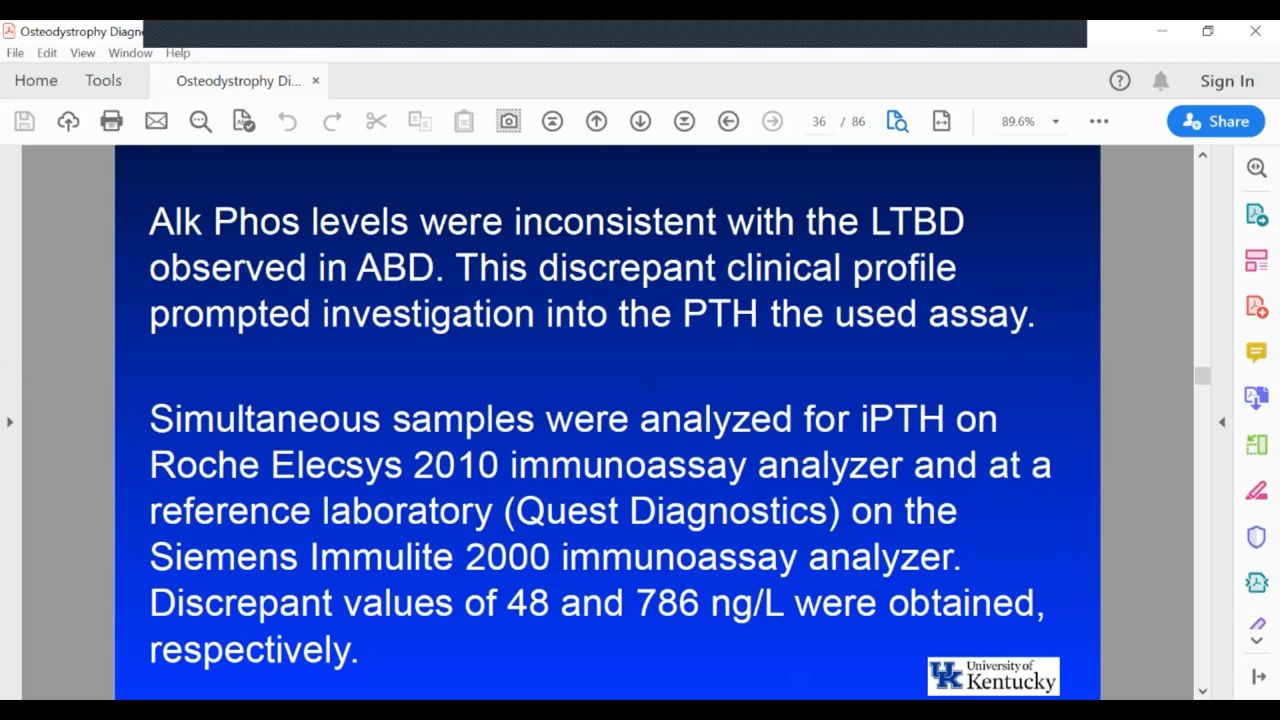 Osteodystrophy Diagn
File Edit View Window Help
Home Tools Osteodystrophy Di... × Sign In
36 / 86 89.6% Share
Alk Phos levels were inconsistent with the LTBD
observed in ABD. This discrepant clinical profile
prompted investigation into the PTH the used assay.
Simultaneous samples were analyzed for iPTH on
Roche Elecsys 2010 immunoassay analyzer and at a
reference laboratory (Quest Diagnostics) on the
Siemens Immulite 2000 immunoassay analyzer.
Discrepant values of 48 and 786 ng/L were obtained,
respectively.
UK University of
Kentucky